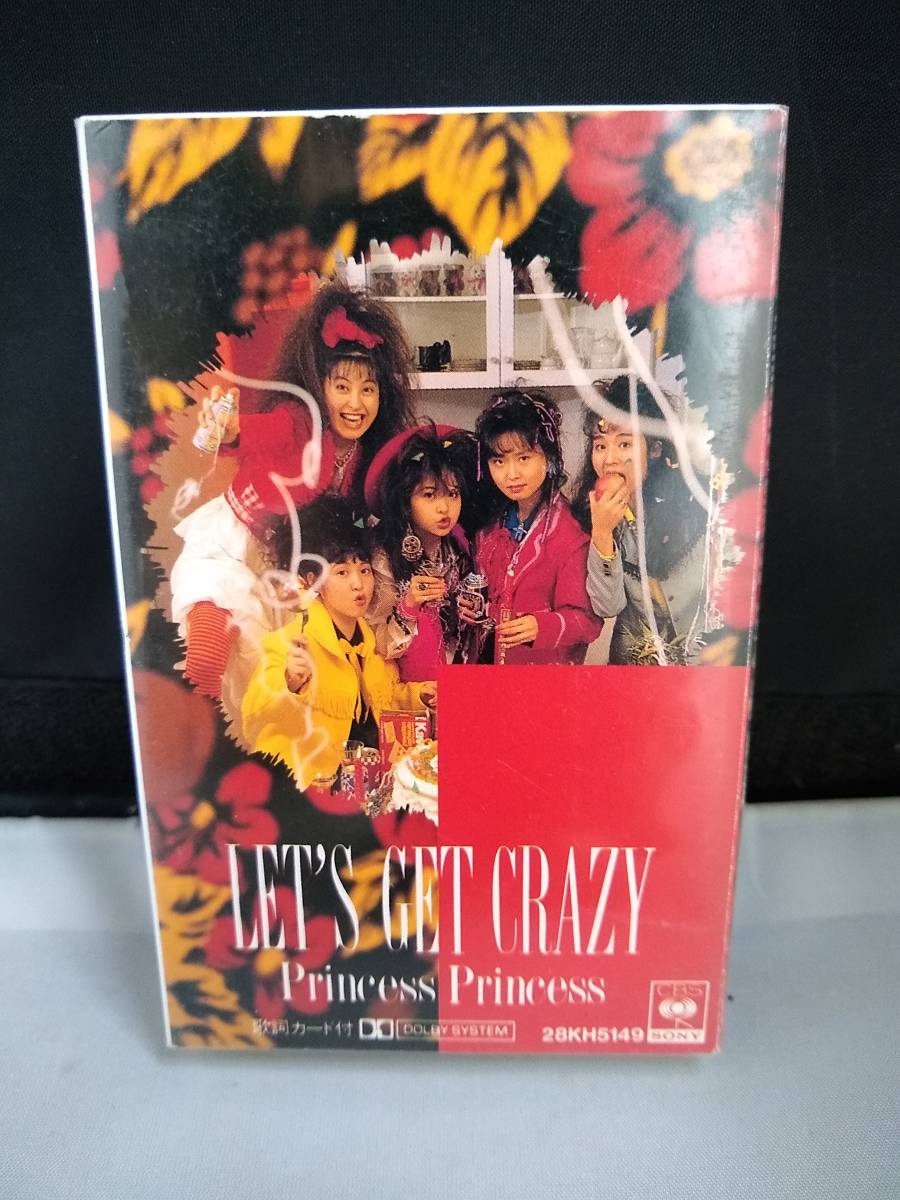 LET'S GET CRAZY
Princess Princess
歌詞カード付 DOLBY SYSTEM 28KH5149
CBS
SONY